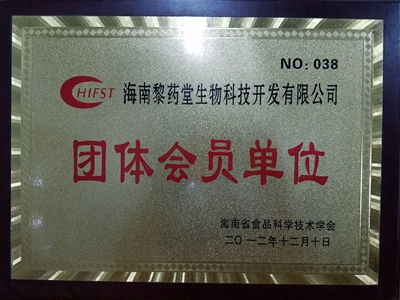 NO: 038
CHIFST 海南黎药堂生物科技开发有限公司
团体会员单位
海南省食品科学技术学会
二〇一二年十二月十日